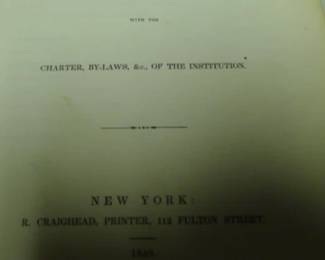 WITH THE
CHARTER, BY-LAWS, &c., OF THE INSTITUTION.
NEW YORK:
R. CRAIGHEAD, PRINTER, 112 FULTON STREET.